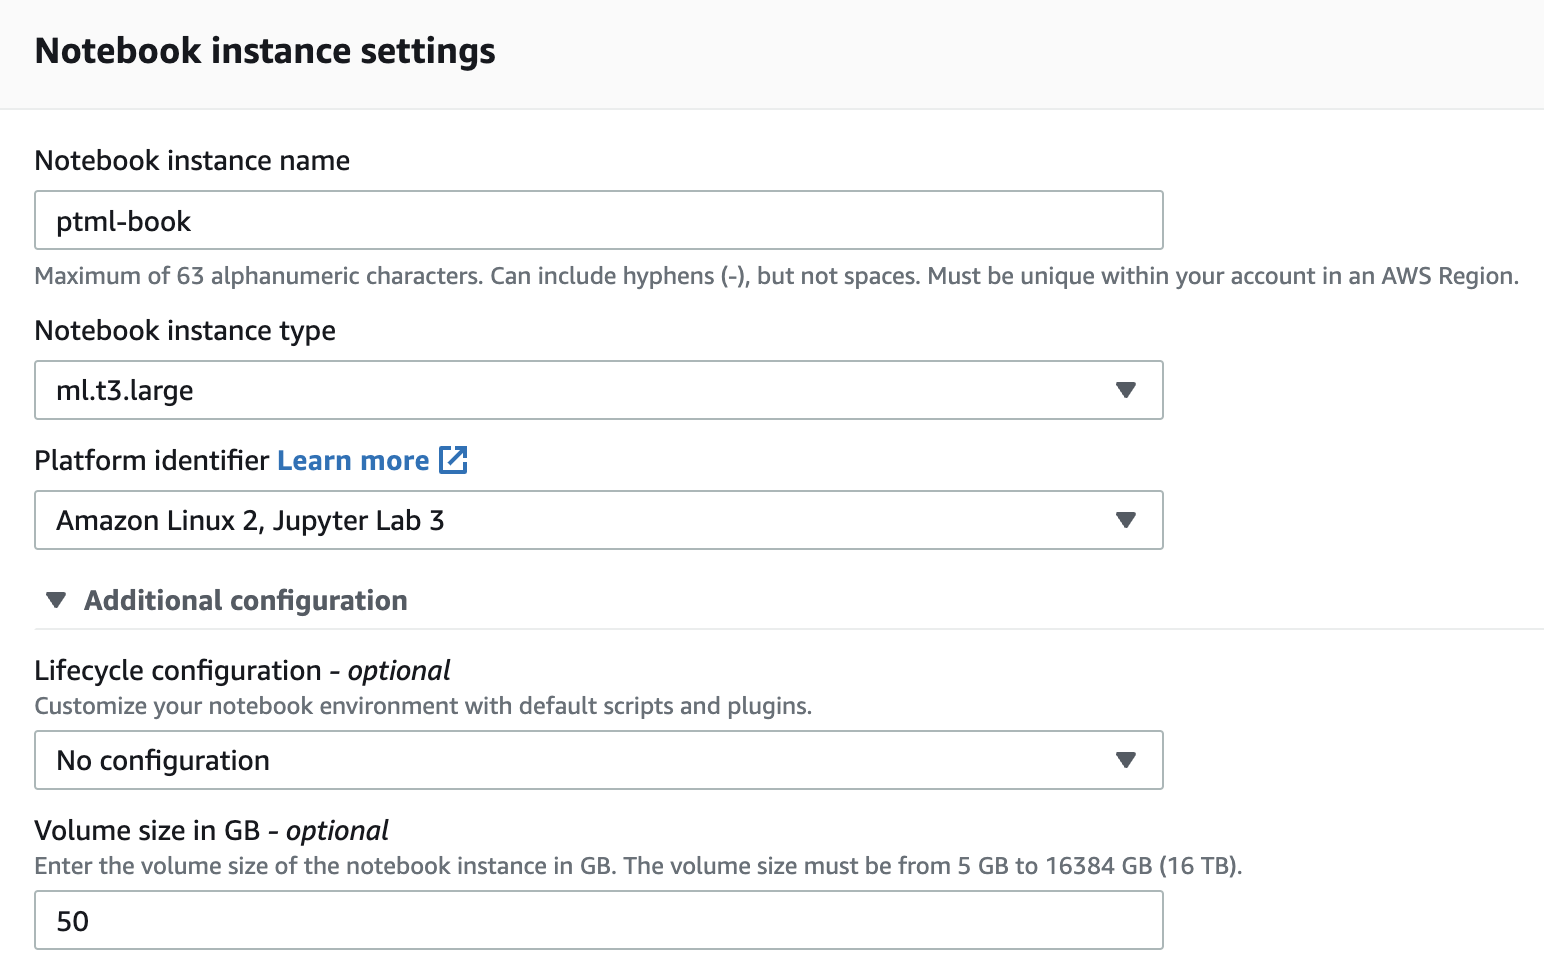 Notebook instance settings
Notebook instance name
ptml-book
Maximum of 63 alphanumeric characters. Can include hyphens (-), but not spaces. Must be unique within your account in an AWS Region.
Notebook instance type
ml.t3.large
Platform identifier Learn more
Amazon Linux 2, Jupyter Lab 3
Additional configuration
Lifecycle configuration - optional
Customize your notebook environment with default scripts and plugins.
No configuration
Volume size in GB - optional
Enter the volume size of the notebook instance in GB. The volume size must be from 5 GB to 16384 GB (16 TB).
50